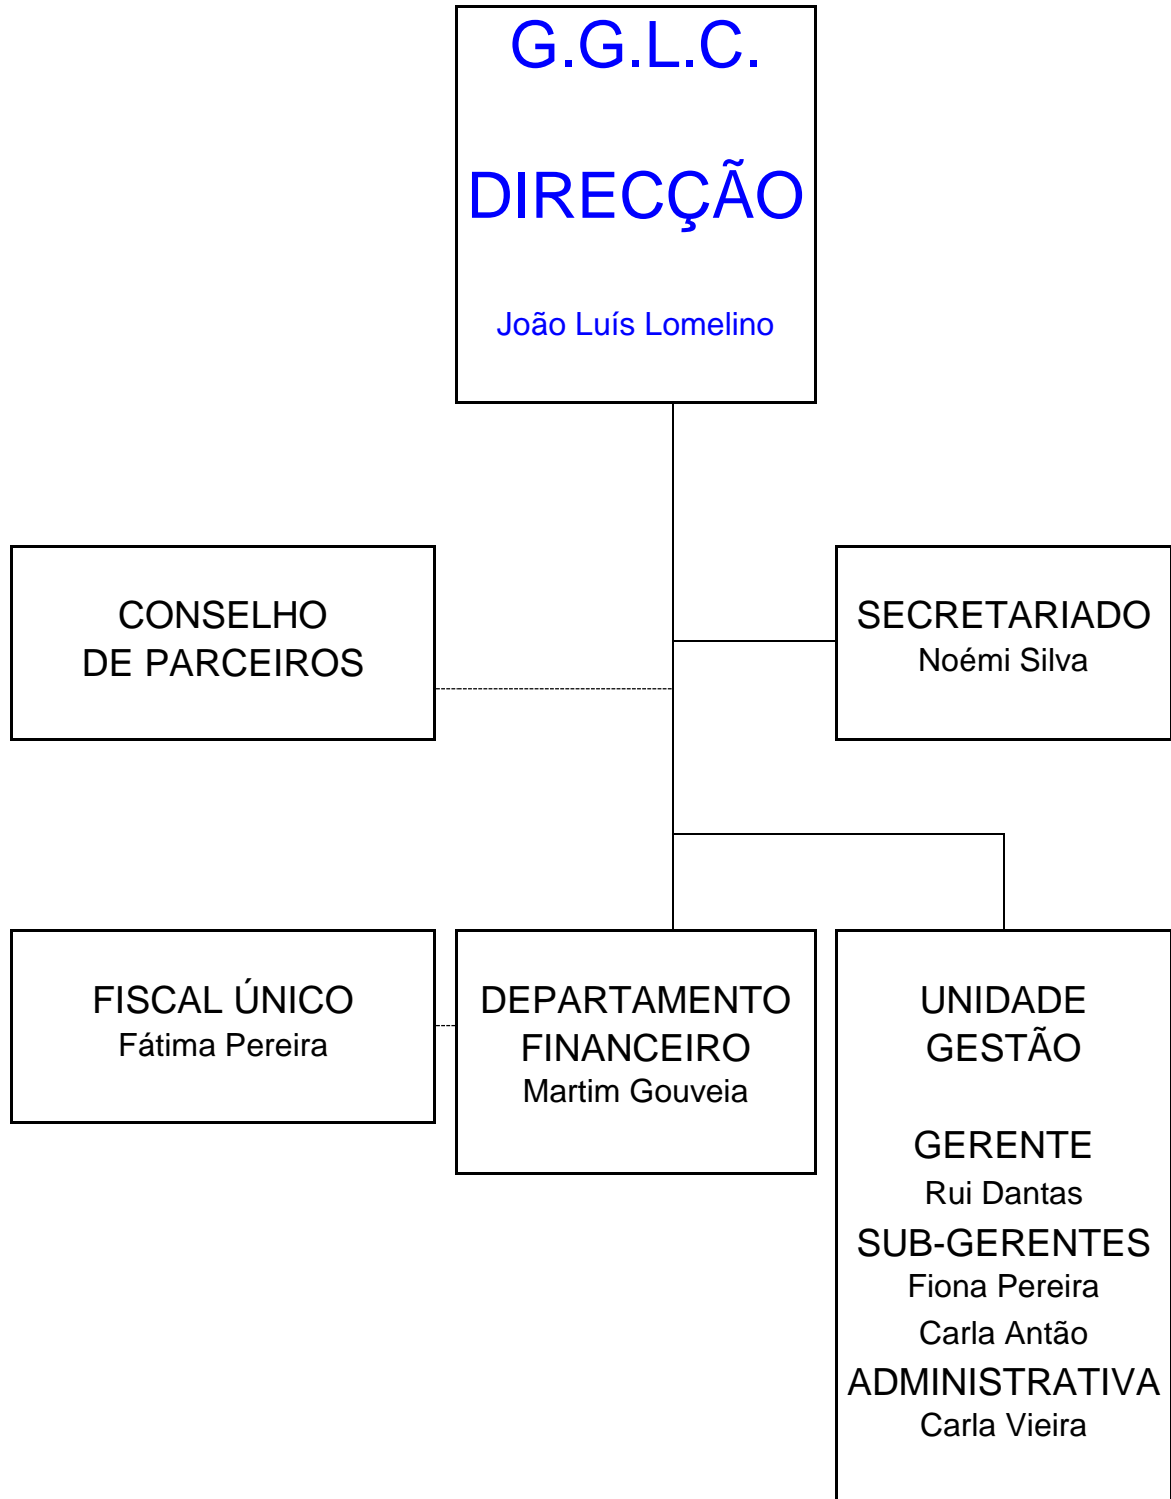 G.G.L.C.
DIRECÇÃO
João Luís Lomelino
CONSELHO
DE PARCEIROS
SECRETARIADO
Noémi Silva
FISCAL ÚNICO
Fátima Pereira
DEPARTAMENTO
FINANCEIRO
Martim Gouveia
UNIDADE
GESTÃO
GERENTE
Rui Dantas
SUB-GERENTES
Fiona Pereira
Carla Antão
ADMINISTRATIVA
Carla Vieira